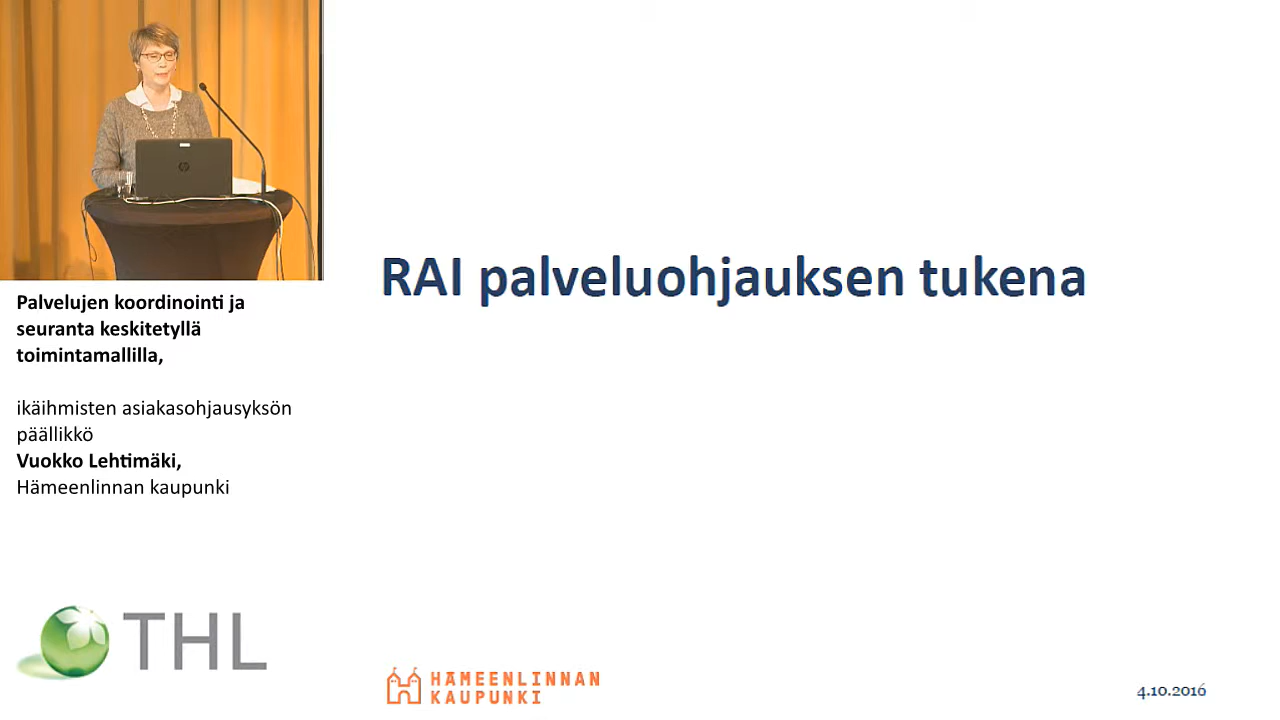 Palvelujen koordinointi ja
seuranta keskitetyllä
toimintamallilla,
ikäihmisten asiakasohjausyksön
päällikkö
Vuokko Lehtimäki,
Hämeenlinnan kaupunki
THL
RAI palveluohjauksen tukena
HÄMEENLINNAN
KAUPUNKI
4.10.2016
hp